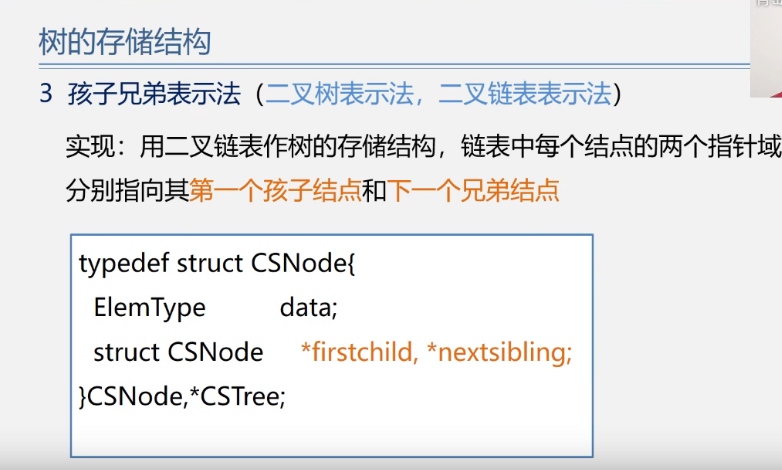 树的存储结构
3 孩子兄弟表示法（二叉树表示法，二叉链表表示法）
实现：用二叉链表作树的存储结构，链表中每个结点的两个指针域
分别指向其第一个孩子结点和下一个兄弟结点
typedef struct CSNode{
ElemType data;
struct CSNode *firstchild, *nextsibling;
}CSNode,*CSTree;